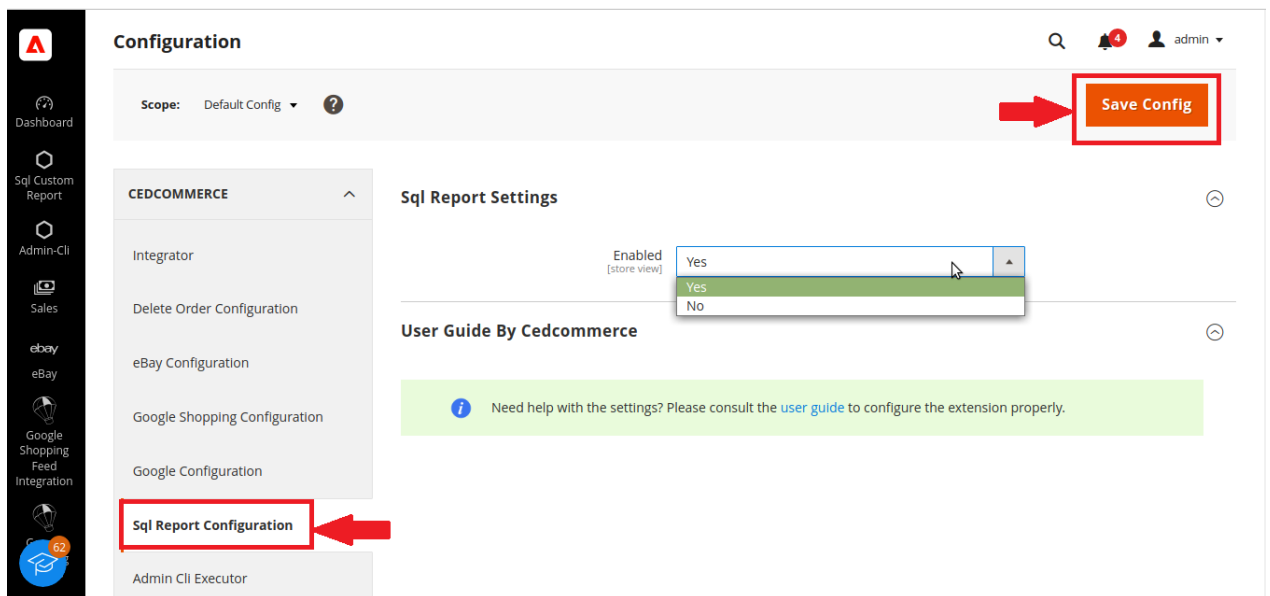 Configuration
4
admin
Scope:
Default Config
?
Save Config
Dashboard
Sql Custom
Report
Admin-Cli
Sales
ebay
eBay
Google
Shopping
Feed
Integration
62
CEDCOMMERCE
Integrator
Delete Order Configuration
eBay Configuration
Google Shopping Configuration
Google Configuration
Sql Report Configuration
Admin Cli Executor
Sql Report Settings
Enabled
[store view]
Yes
Yes
No
User Guide By Cedcommerce
i
Need help with the settings? Please consult the user guide to configure the extension properly.